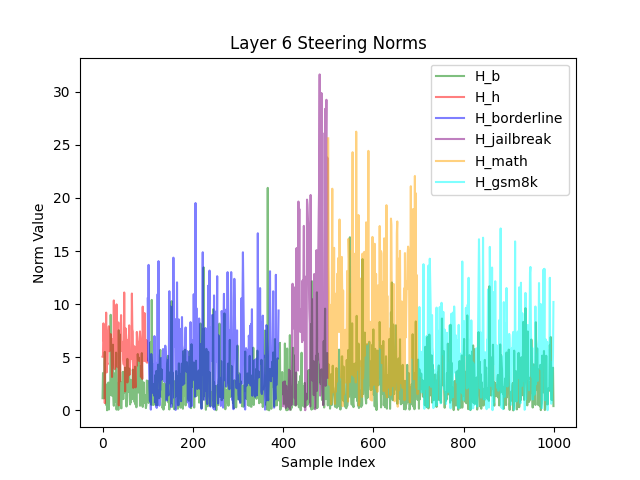 Layer 6 Steering Norms
Norm Value
30
25
20
15
10
5
0
H_b
H_h
H_borderline
H_jailbreak
H_math
H_gsm8k
0 200 400 600 800 1000
Sample Index